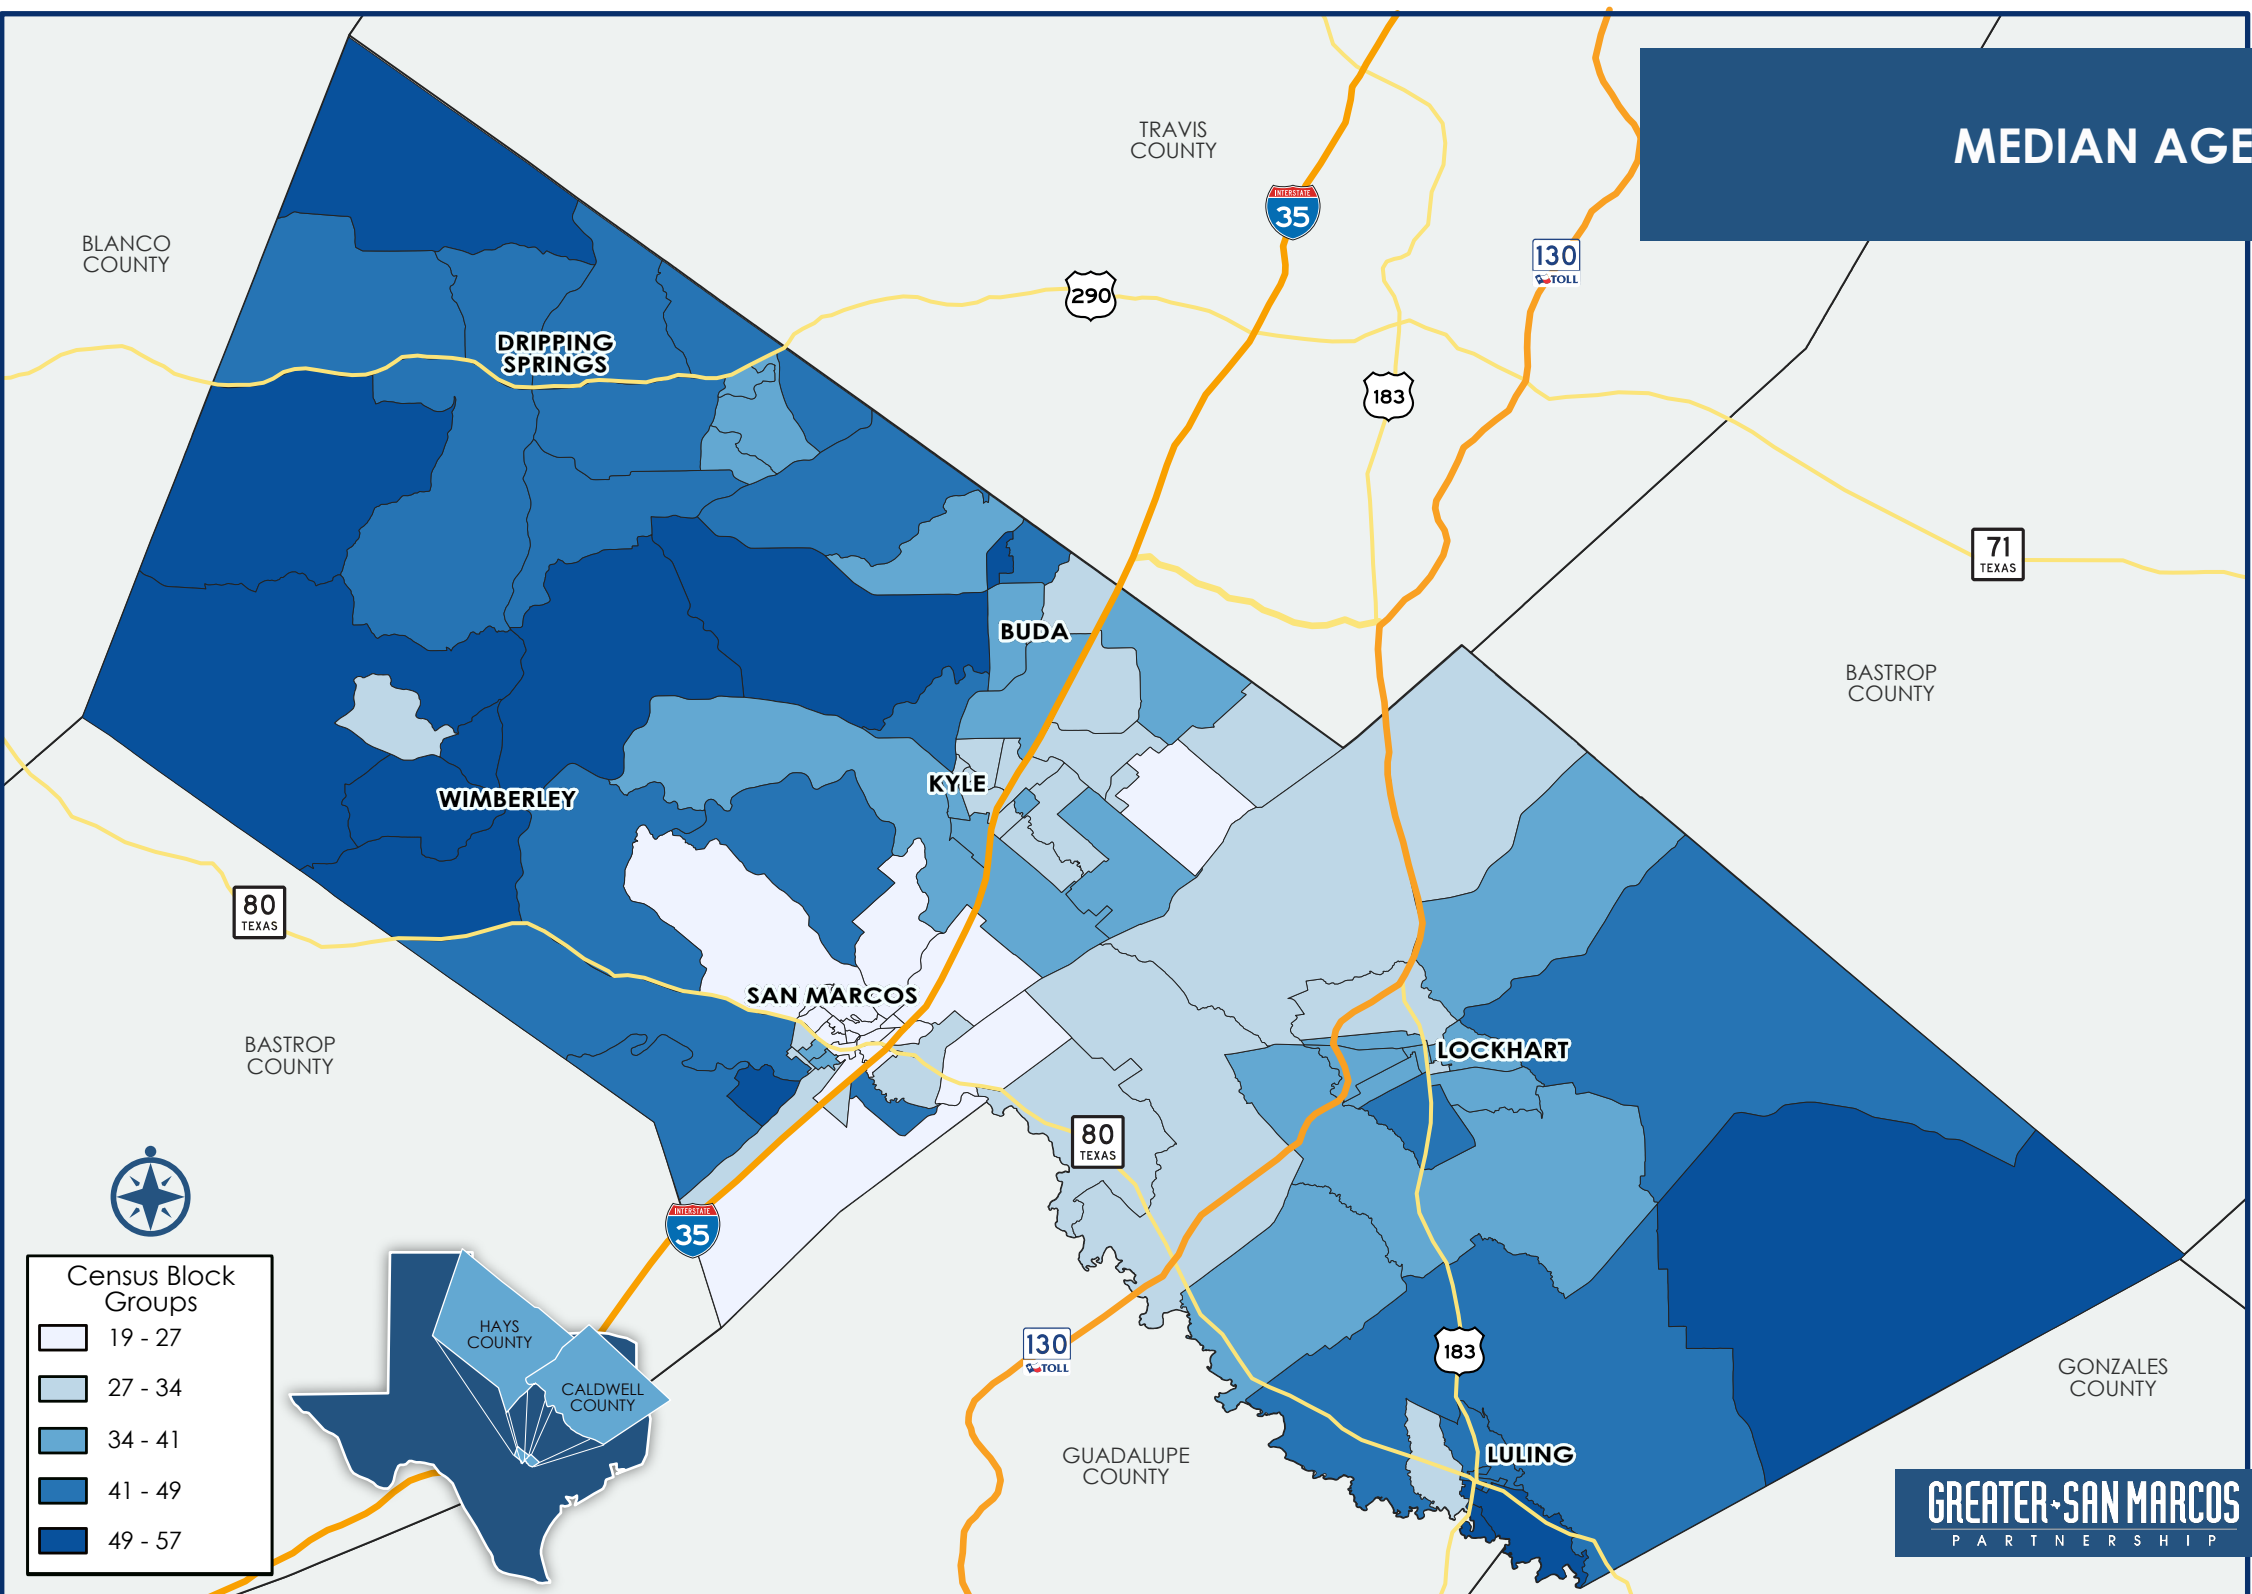 MEDIAN AGE
TRAVIS
COUNTY
INTERSTATE
35
BLANCO
COUNTY
130
TOLL
290
DRIPPING
SPRINGS
183
71
TEXAS
BUDA
BASTROP
COUNTY
KYLE
WIMBERLEY
80
TEXAS
SAN MARCOS
BASTROP
COUNTY
LOCKHART
80
TEXAS
INTERSTATE
35
Census Block
Groups
19 - 27
27 - 34
34 - 41
41 - 49
49 - 57
HAYS
COUNTY
CALDWELL
COUNTY
130
TOLL
183
GONZALES
COUNTY
GUADALUPE
COUNTY
LULING
GREATER SAN MARCOS
PARTNERSHIP